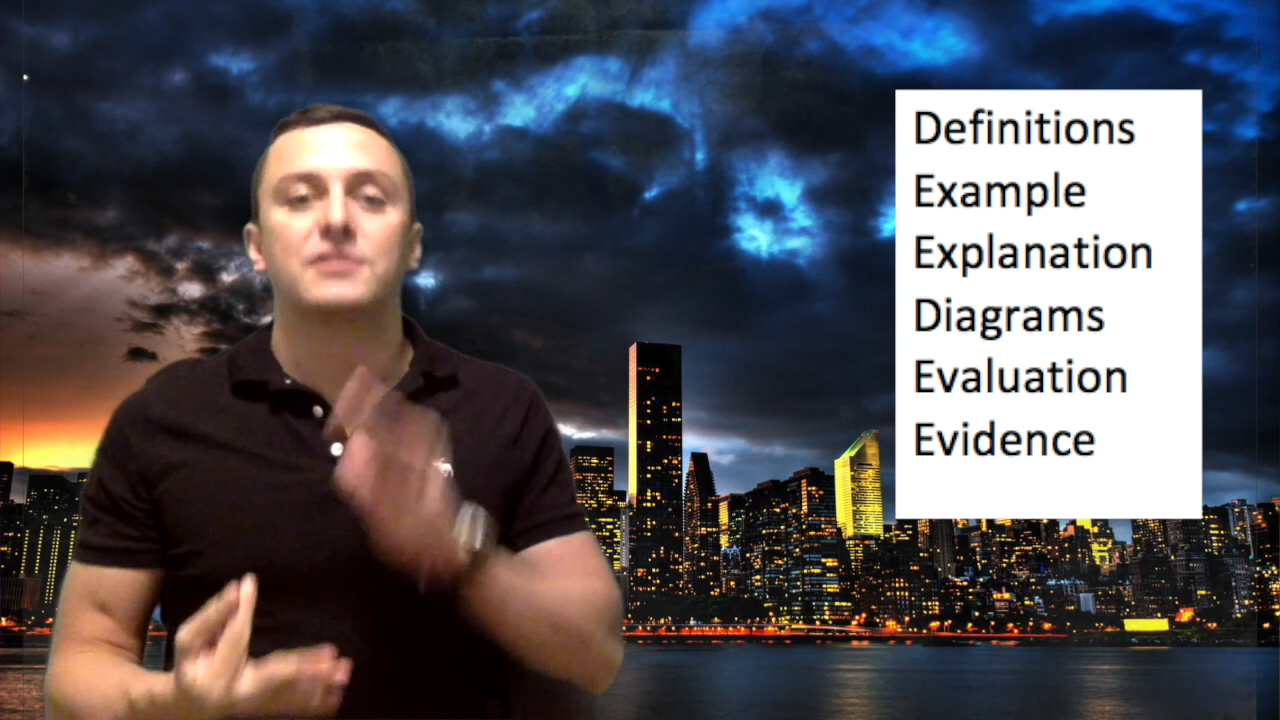 Definitions
Example
Explanation
Diagrams
Evaluation
Evidence